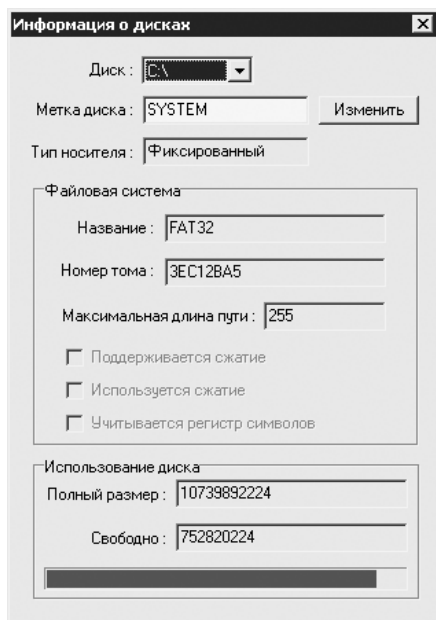 Информация о дисках
Диск : C:\
Метка диска : SYSTEM Изменить
Тип носителя : Фиксированный
Файловая система
Название : FAT32
Номер тома : 3EC12BA5
Максимальная длина пути : 255
Поддерживается сжатие
Используется сжатие
Учитывается регистр символов
Использование диска
Полный размер : 10739892224
Свободно : 752820224